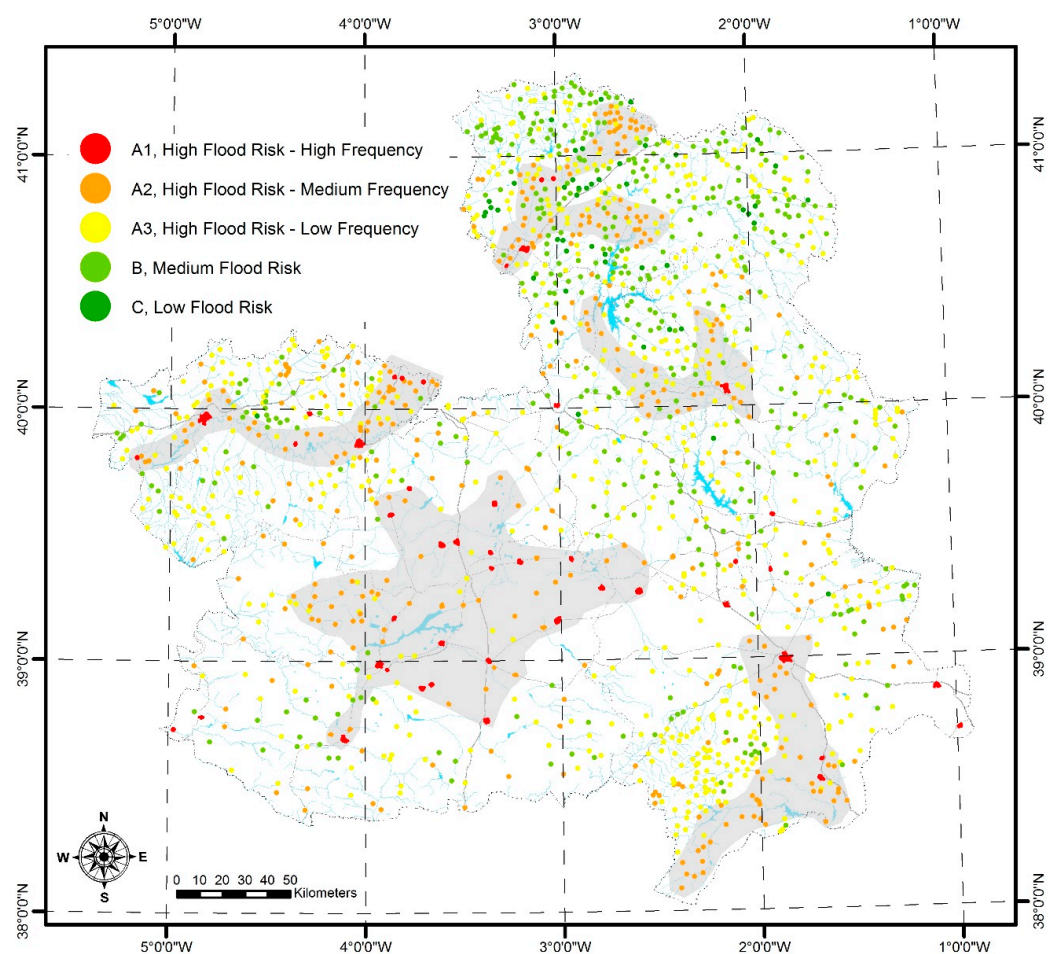 5°0'0"W 4°0'0"W 3°0'0"W 2°0'0"W 1°0'0"W
41°0'0"N 41°0'0"N
A1, High Flood Risk - High Frequency
A2, High Flood Risk - Medium Frequency
A3, High Flood Risk - Low Frequency
B, Medium Flood Risk
C, Low Flood Risk
40°0'0"N 40°0'0"N
39°0'0"N 39°0'0"N
N
W E
S
0 10 20 30 40 50
Kilometers
38°0'0"N 38°0'0"N
5°0'0"W 4°0'0"W 3°0'0"W 2°0'0"W 1°0'0"W